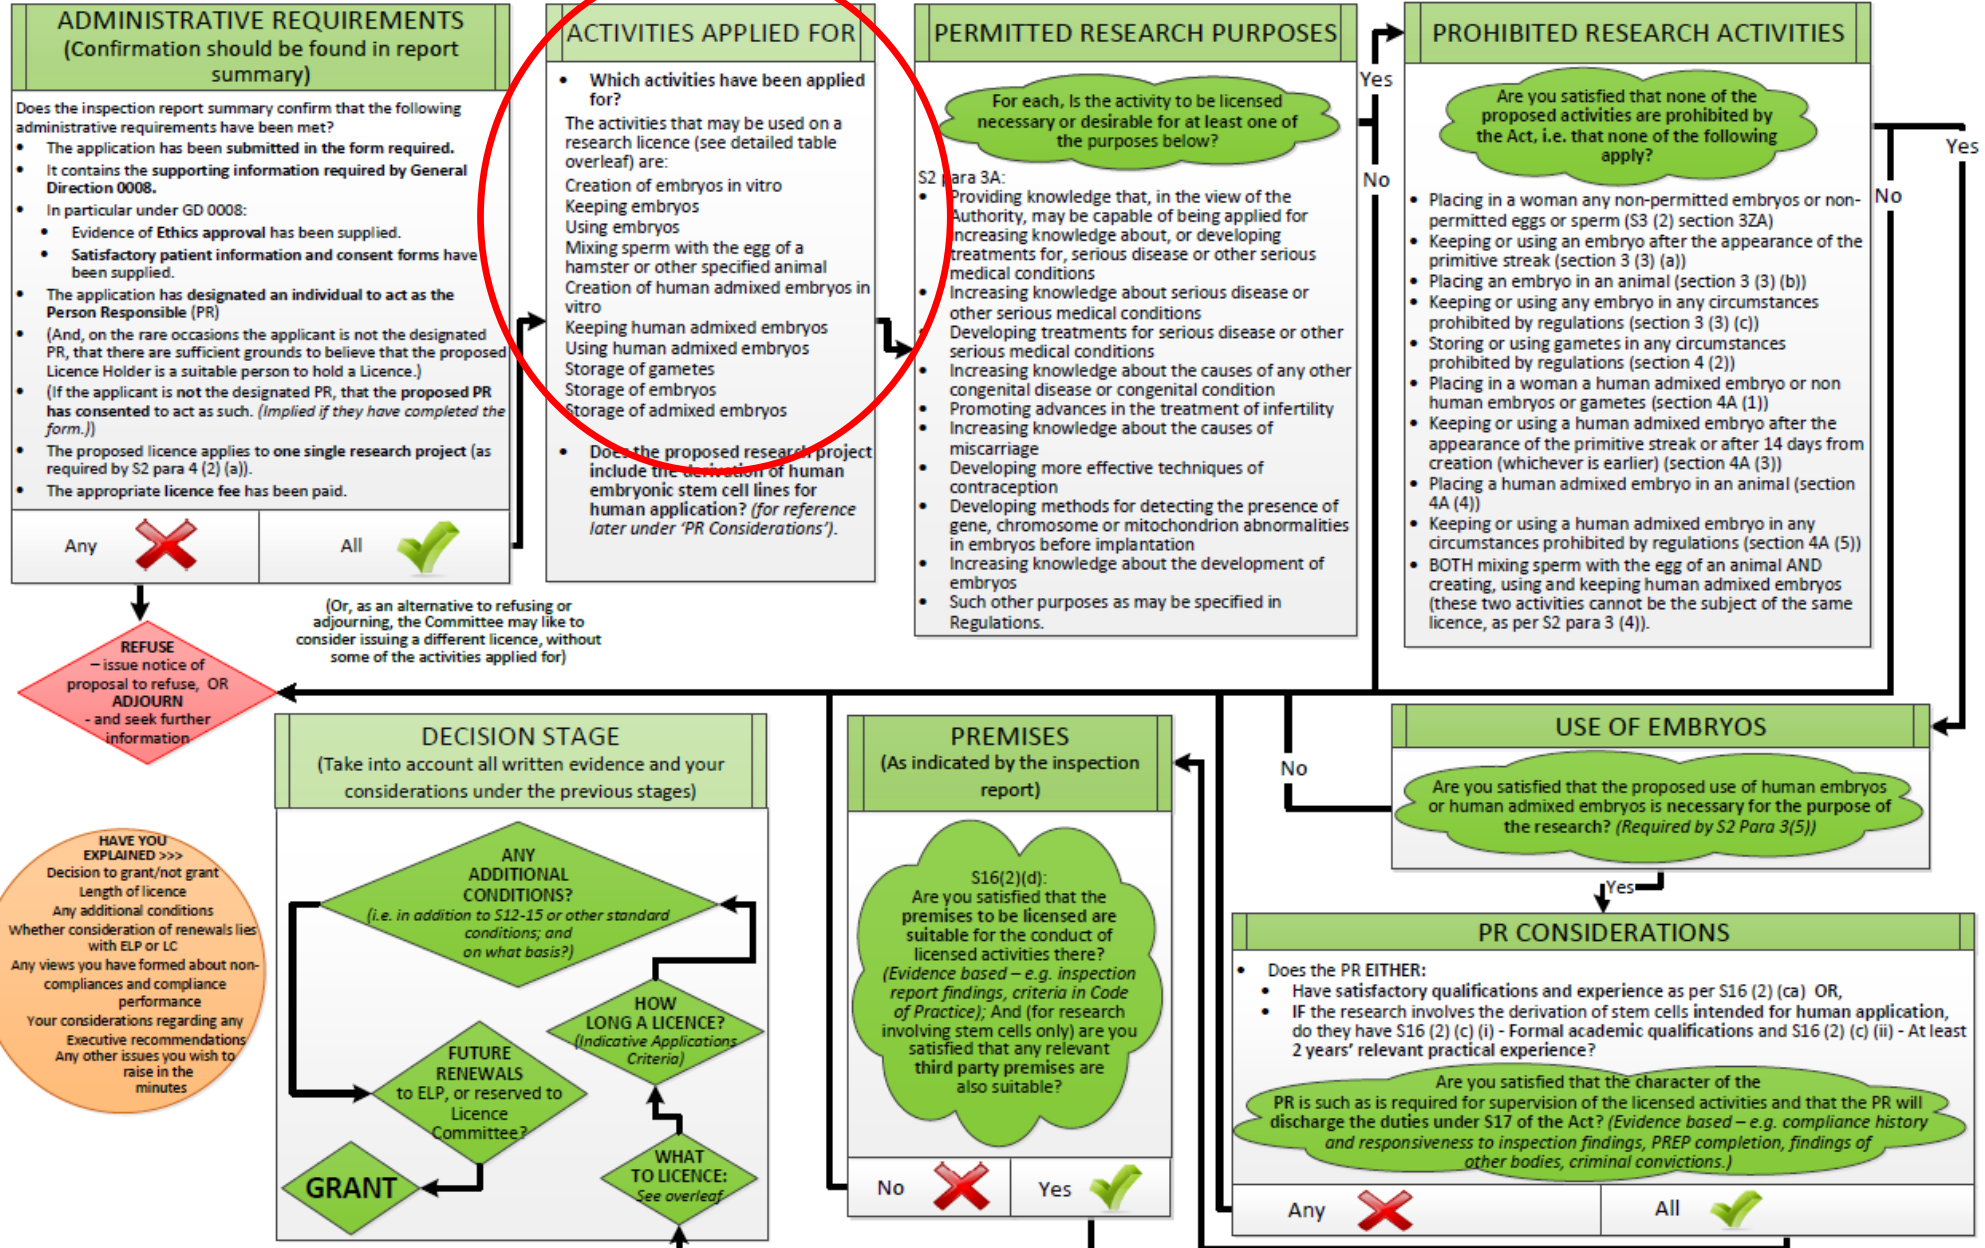 ADMINISTRATIVE REQUIREMENTS
(Confirmation should be found in report
summary)
Does the inspection report summary confirm that the following
administrative requirements have been met?
• The application has been submitted in the form required.
• It contains the supporting information required by General
Direction 0008.
• In particular under GD 0008:
• Evidence of Ethics approval has been supplied.
• Satisfactory patient information and consent forms have
been supplied.
• The application has designated an individual to act as the
Person Responsible (PR)
• (And, on the rare occasions the applicant is not the designated
PR, that there are sufficient grounds to believe that the proposed
Licence Holder is a suitable person to hold a Licence.)
• (If the applicant is not the designated PR, that the proposed PR
has consented to act as such. (Implied if they have completed the
form.))
• The proposed licence applies to one single research project (as
required by S2 para 4 (2) (a)).
• The appropriate licence fee has been paid.
Any
All
ACTIVITIES APPLIED FOR
• Which activities have been applied
for?
The activities that may be used on a
research licence (see detailed table
overleaf) are:
Creation of embryos in vitro
Keeping embryos
Using embryos
Mixing sperm with the egg of a
hamster or other specified animal
Creation of human admixed embryos in
vitro
Keeping human admixed embryos
Using human admixed embryos
Storage of gametes
Storage of embryos
Storage of admixed embryos
• Does the proposed research project
include the derivation of human
embryonic stem cell lines for
human application? (for reference
later under ‘PR Considerations’).
PERMITTED RESEARCH PURPOSES
For each, Is the activity to be licensed
necessary or desirable for at least one of
the purposes below?
S2 para 3A:
• Providing knowledge that, in the view of the
Authority, may be capable of being applied for
increasing knowledge about, or developing
treatments for, serious disease or other serious
medical conditions
• Increasing knowledge about serious disease or
other serious medical conditions
• Developing treatments for serious disease or other
serious medical conditions
• Increasing knowledge about the causes of any other
congenital disease or congenital condition
• Promoting advances in the treatment of infertility
• Increasing knowledge about the causes of
miscarriage
• Developing more effective techniques of
contraception
• Developing methods for detecting the presence of
gene, chromosome or mitochondrion abnormalities
in embryos before implantation
• Increasing knowledge about the development of
embryos
• Such other purposes as may be specified in
Regulations.
Yes
No
PROHIBITED RESEARCH ACTIVITIES
Are you satisfied that none of the
proposed activities are prohibited by
the Act, i.e. that none of the following
apply?
• Placing in a woman any non-permitted embryos or non-
permitted eggs or sperm (S3 (2) section 3ZA)
• Keeping or using an embryo after the appearance of the
primitive streak (section 3 (3) (a))
• Placing an embryo in an animal (section 3 (3) (b))
• Keeping or using any embryo in any circumstances
prohibited by regulations (section 3 (3) (c))
• Storing or using gametes in any circumstances
prohibited by regulations (section 4 (2))
• Placing in a woman a human admixed embryo or non
human embryos or gametes (section 4A (1))
• Keeping or using a human admixed embryo after the
appearance of the primitive streak or after 14 days from
creation (whichever is earlier) (section 4A (3))
• Placing a human admixed embryo in an animal (section
4A (4))
• Keeping or using a human admixed embryo in any
circumstances prohibited by regulations (section 4A (5))
• BOTH mixing sperm with the egg of an animal AND
creating, using and keeping human admixed embryos
(these two activities cannot be the subject of the same
licence, as per S2 para 3 (4)).
No
Yes
(Or, as an alternative to refusing or
adjourning, the Committee may like to
consider issuing a different licence, without
some of the activities applied for)
REFUSE
– issue notice of
proposal to refuse, OR
ADJOURN
- and seek further
information
HAVE YOU
EXPLAINED >>>
Decision to grant/not grant
Length of licence
Any additional conditions
Whether consideration of renewals lies
with ELP or LC
Any views you have formed about non-
compliances and compliance
performance
Your considerations regarding any
Executive recommendations
Any other issues you wish to
raise in the
minutes
DECISION STAGE
(Take into account all written evidence and your
considerations under the previous stages)
ANY
ADDITIONAL
CONDITIONS?
(i.e. in addition to S12-15 or other standard
conditions; and
on what basis?)
HOW
LONG A LICENCE?
(Indicative Applications
Criteria)
FUTURE
RENEWALS
to ELP, or reserved to
Licence
Committee?
WHAT
TO LICENCE:
See overleaf
GRANT
PREMISES
(As indicated by the inspection
report)
S16(2)(d):
Are you satisfied that the
premises to be licensed are
suitable for the conduct of
licensed activities there?
(Evidence based – e.g. inspection
report findings, criteria in Code
of Practice); And (for research
involving stem cells only) are you
satisfied that any relevant
third party premises are
also suitable?
No
Yes
USE OF EMBRYOS
Are you satisfied that the proposed use of human embryos
or human admixed embryos is necessary for the purpose of
the research? (Required by S2 Para 3(5))
No
Yes
PR CONSIDERATIONS
• Does the PR EITHER:
• Have satisfactory qualifications and experience as per S16 (2) (ca) OR,
• IF the research involves the derivation of stem cells intended for human application,
do they have S16 (2) (c) (i) - Formal academic qualifications and S16 (2) (c) (ii) - At least
2 years’ relevant practical experience?
Are you satisfied that the character of the
PR is such as is required for supervision of the licensed activities and that the PR will
discharge the duties under S17 of the Act? (Evidence based – e.g. compliance history
and responsiveness to inspection findings, PREP completion, findings of
other bodies, criminal convictions.)
Any
All